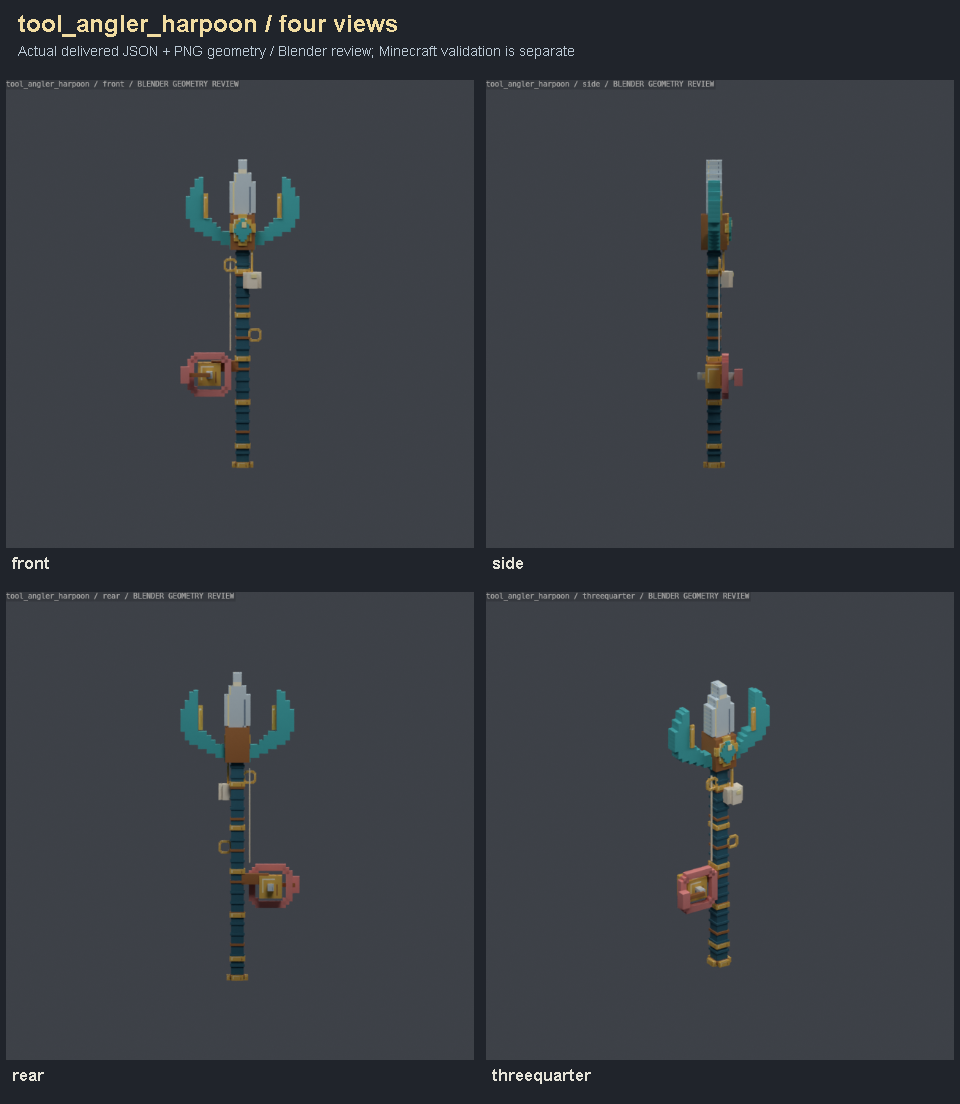 tool_angler_harpoon / four views
Actual delivered JSON + PNG geometry / Blender review; Minecraft validation is separate
tool_angler_harpoon / front / BLENDER GEOMETRY REVIEW
tool_angler_harpoon / side / BLENDER GEOMETRY REVIEW
front
side
tool_angler_harpoon / rear / BLENDER GEOMETRY REVIEW
tool_angler_harpoon / threequarter / BLENDER GEOMETRY REVIEW
rear
threequarter